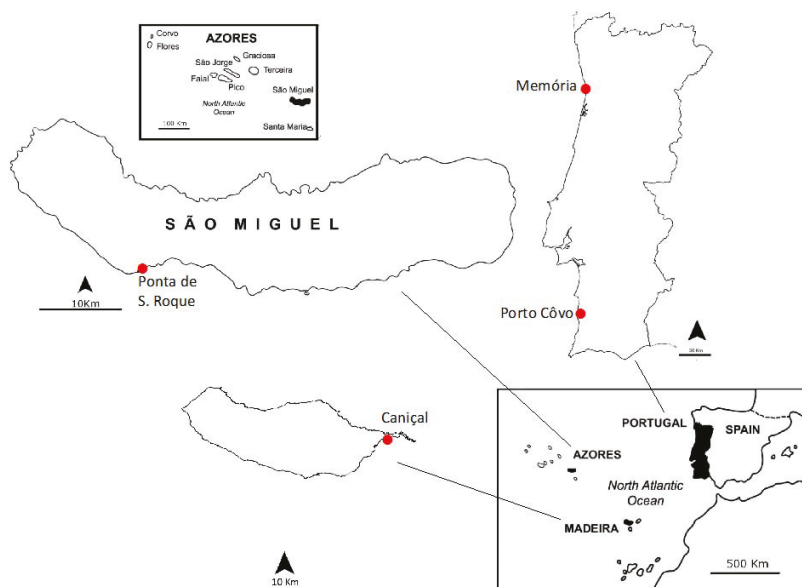 Corvo
Flores
AZORES
Graciosa
São Jorge
Terceira
Faial
Pico
São Miguel
North Atlantic
Ocean
100 Km
Santa Maria
Memória
SÃO MIGUEL
Ponta de
S. Roque
10Km
Porto Côvo
Caniçal
10 Km
PORTUGAL
SPAIN
AZORES
North Atlantic
Ocean
MADEIRA
500 Km